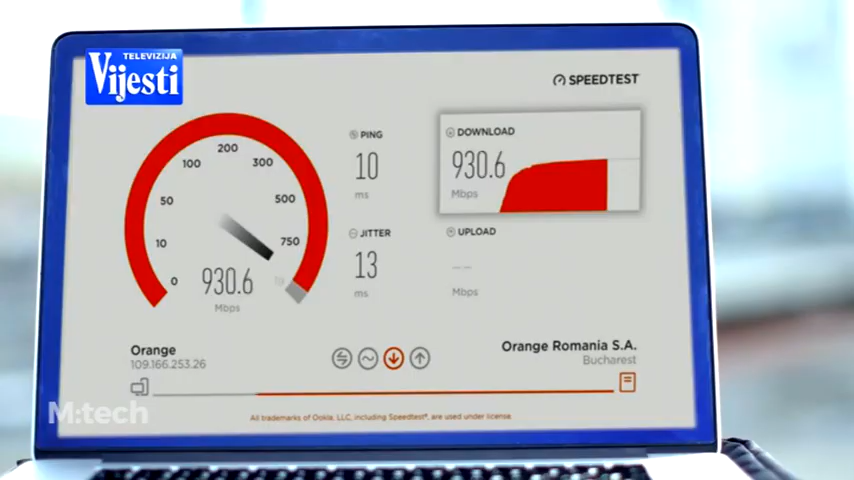 TELEVIZIJA
Vijesti
SPEEDTEST
PING
10
ms
JITTER
13
ms
DOWNLOAD
930.6
Mbps
UPLOAD
Mbps
0
10
50
100
200
300
500
750
930.6
Mbps
Orange
109.166.253.26
Orange Romania S.A.
Bucharest
M:tech
All trademarks of Ookla, LLC, including Speedtest®, are used under license.